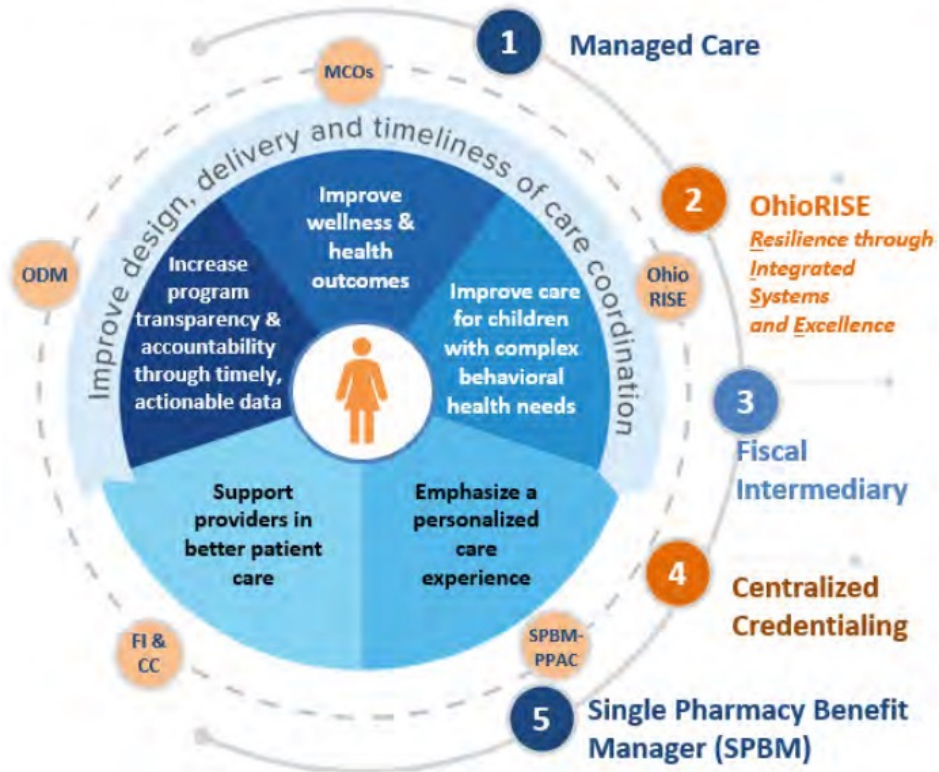 1
Managed Care
MCOs
Improve design, delivery and timeliness of care coordination
2
OhioRISE
Resilience through
Integrated
Systems
and Excellence
Improve
wellness &
health
outcomes
ODM
Increase
program
transparency &
accountability
through timely,
actionable data
Ohio
RISE
Improve care
for children
with complex
behavioral
health needs
3
Fiscal
Intermediary
Support
providers in
better patient
care
Emphasize a
personalized
care
experience
4
Centralized
Credentialing
FI &
CC
SPBM-
PPAC
5
Single Pharmacy Benefit
Manager (SPBM)